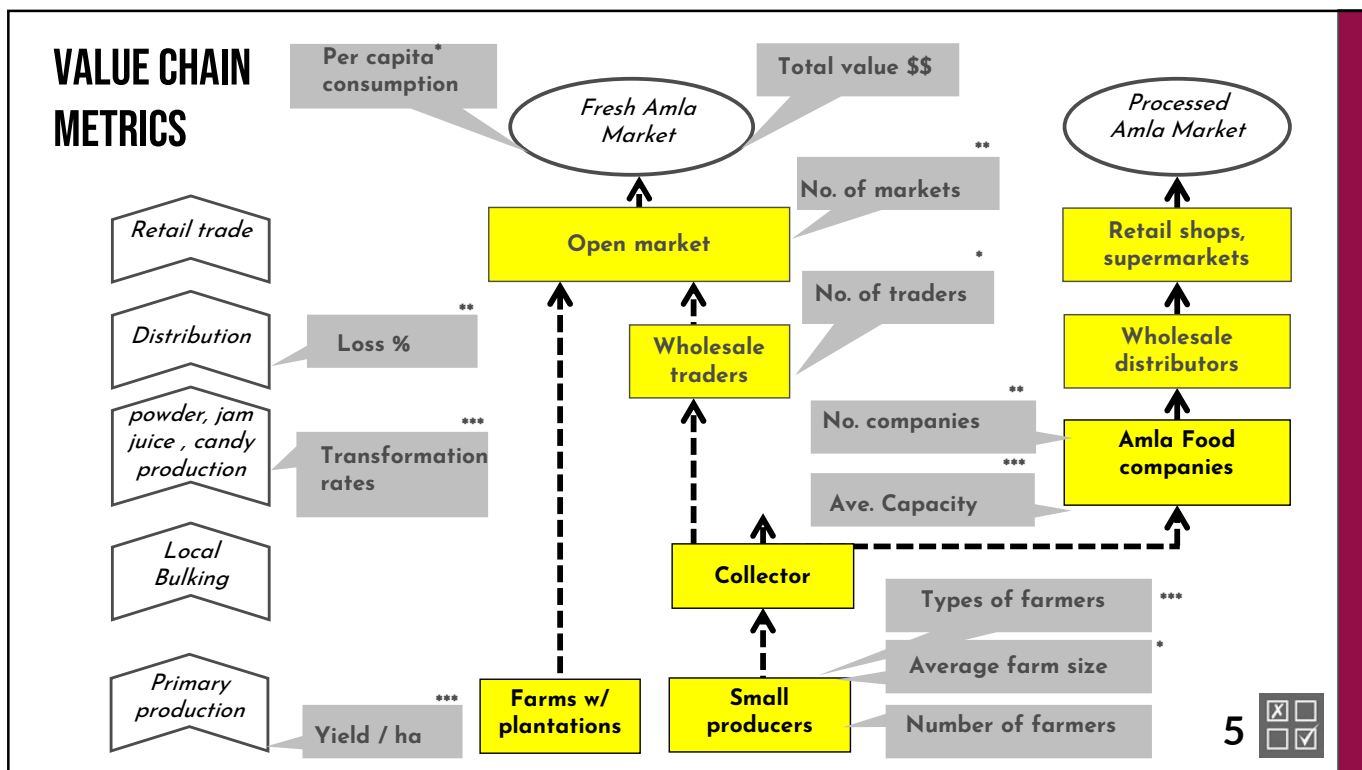 VALUE CHAIN
METRICS
Per capita*
consumption
Total value $$
Fresh Amla
Market
Processed
Amla Market
**
No. of markets
Retail trade
Open market
Retail shops,
supermarkets
*
No. of traders
**
Distribution
Loss %
Wholesale
traders
Wholesale
distributors
**
No. companies
powder, jam
juice , candy
production
***
Transformation
rates
Amla Food
companies
***
Ave. Capacity
Local
Bulking
Collector
Types of farmers
***
*
Average farm size
Primary
production
***
Yield / ha
Farms w/
plantations
Small
producers
Number of farmers
5